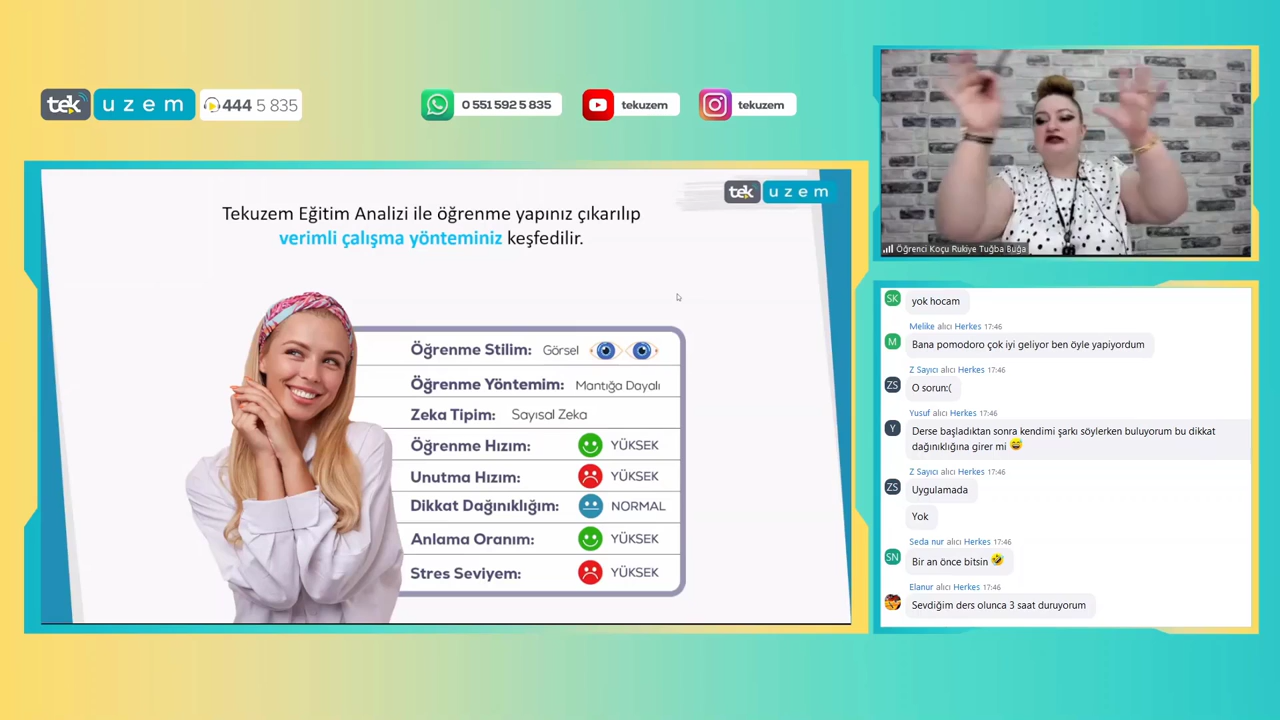 tek uzem 444 5 835
0 551 592 5 835
tekuzem
tekuzem
tek uzem
Tekuzem Eğitim Analizi ile öğrenme yapınız çıkarılıp
verimli çalışma yönteminiz keşfedilir.
Öğrenme Stilim: Görsel
Öğrenme Yöntemim: Mantığa Dayalı
Zeka Tipim: Sayısal Zeka
Öğrenme Hızım: YÜKSEK
Unutma Hızım: YÜKSEK
Dikkat Dağınıklığım: NORMAL
Anlama Oranım: YÜKSEK
Stres Seviyem: YÜKSEK
Öğrenci Koçu Rukiye Tuğba Buğa
SK
yok hocam
Melike alıcı Herkes 17:46
M
Bana pomodoro çok iyi geliyor ben öyle yapiyordum
Z Sayıcı alıcı Herkes 17:46
ZS
O sorun:(
Yusuf alıcı Herkes 17:46
Y
Derse başladıktan sonra kendimi şarkı söylerken buluyorum bu dikkat
dağınıklığına girer mi 😅
Z Sayıcı alıcı Herkes 17:46
ZS
Uygulamada
Yok
Seda nur alıcı Herkes 17:46
SN
Bir an önce bitsin 🤣
Elanur alıcı Herkes 17:46
Sevdiğim ders olunca 3 saat duruyorum